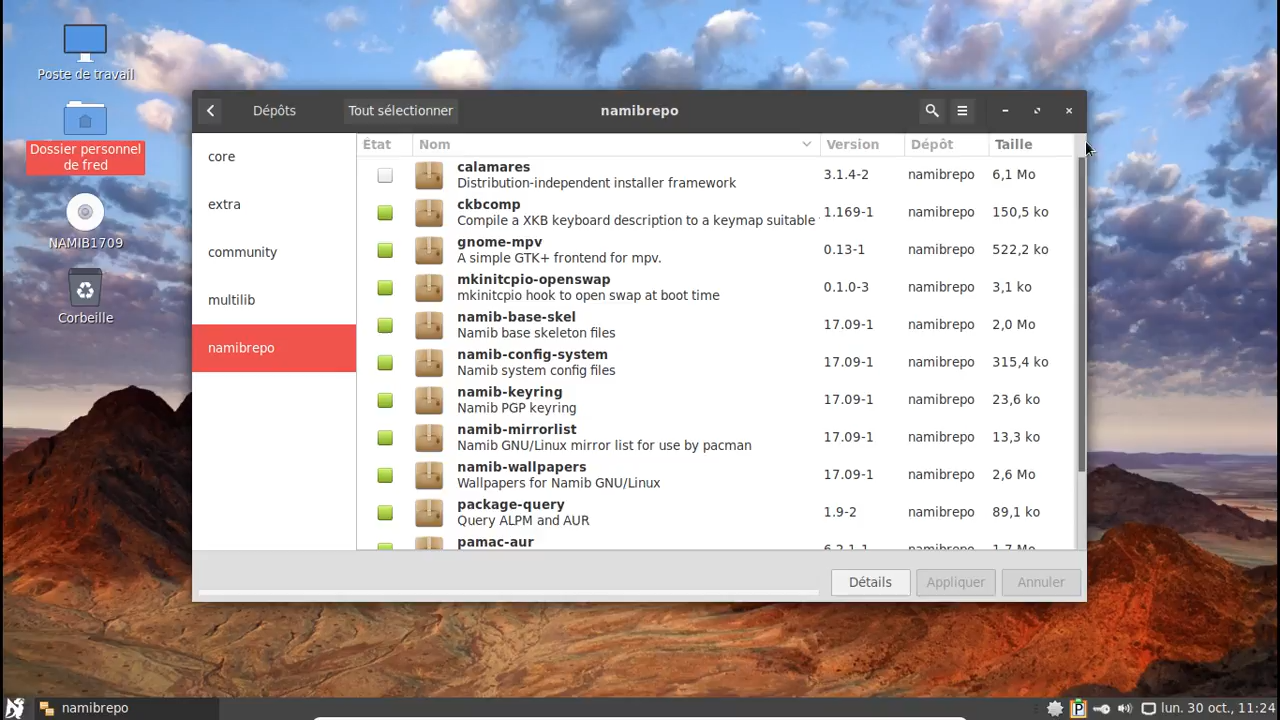 Poste de travail
Dossier personnel
de fred
NAMIB1709
Corbeille
Dépôts
Tout sélectionner
namibrepo
core
extra
community
multilib
namibrepo
État
Nom
Version
Dépôt
Taille
calamares
Distribution-independent installer framework
3.1.4-2
namibrepo
6,1 Mo
ckbcomp
Compile a XKB keyboard description to a keymap suitable
1.169-1
namibrepo
150,5 ko
gnome-mpv
A simple GTK+ frontend for mpv.
0.13-1
namibrepo
522,2 ko
mkinitcpio-openswap
mkinitcpio hook to open swap at boot time
0.1.0-3
namibrepo
3,1 ko
namib-base-skel
Namib base skeleton files
17.09-1
namibrepo
2,0 Mo
namib-config-system
Namib system config files
17.09-1
namibrepo
315,4 ko
namib-keyring
Namib PGP keyring
17.09-1
namibrepo
23,6 ko
namib-mirrorlist
Namib GNU/Linux mirror list for use by pacman
17.09-1
namibrepo
13,3 ko
namib-wallpapers
Wallpapers for Namib GNU/Linux
17.09-1
namibrepo
2,6 Mo
package-query
Query ALPM and AUR
1.9-2
namibrepo
89,1 ko
pamac-aur
namibrepo
1,7 Mo
Détails
Appliquer
Annuler
namibrepo
P
lun. 30 oct., 11:24